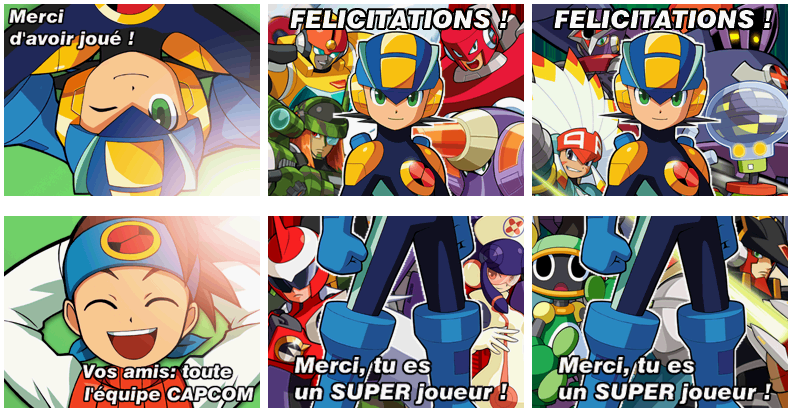 Merci
d'avoir joué !
FELICITATIONS !
FELICITATIONS !
Vos amis: toute
l'équipe CAPCOM
Merci, tu es
un SUPER joueur !
Merci, tu es
un SUPER joueur !